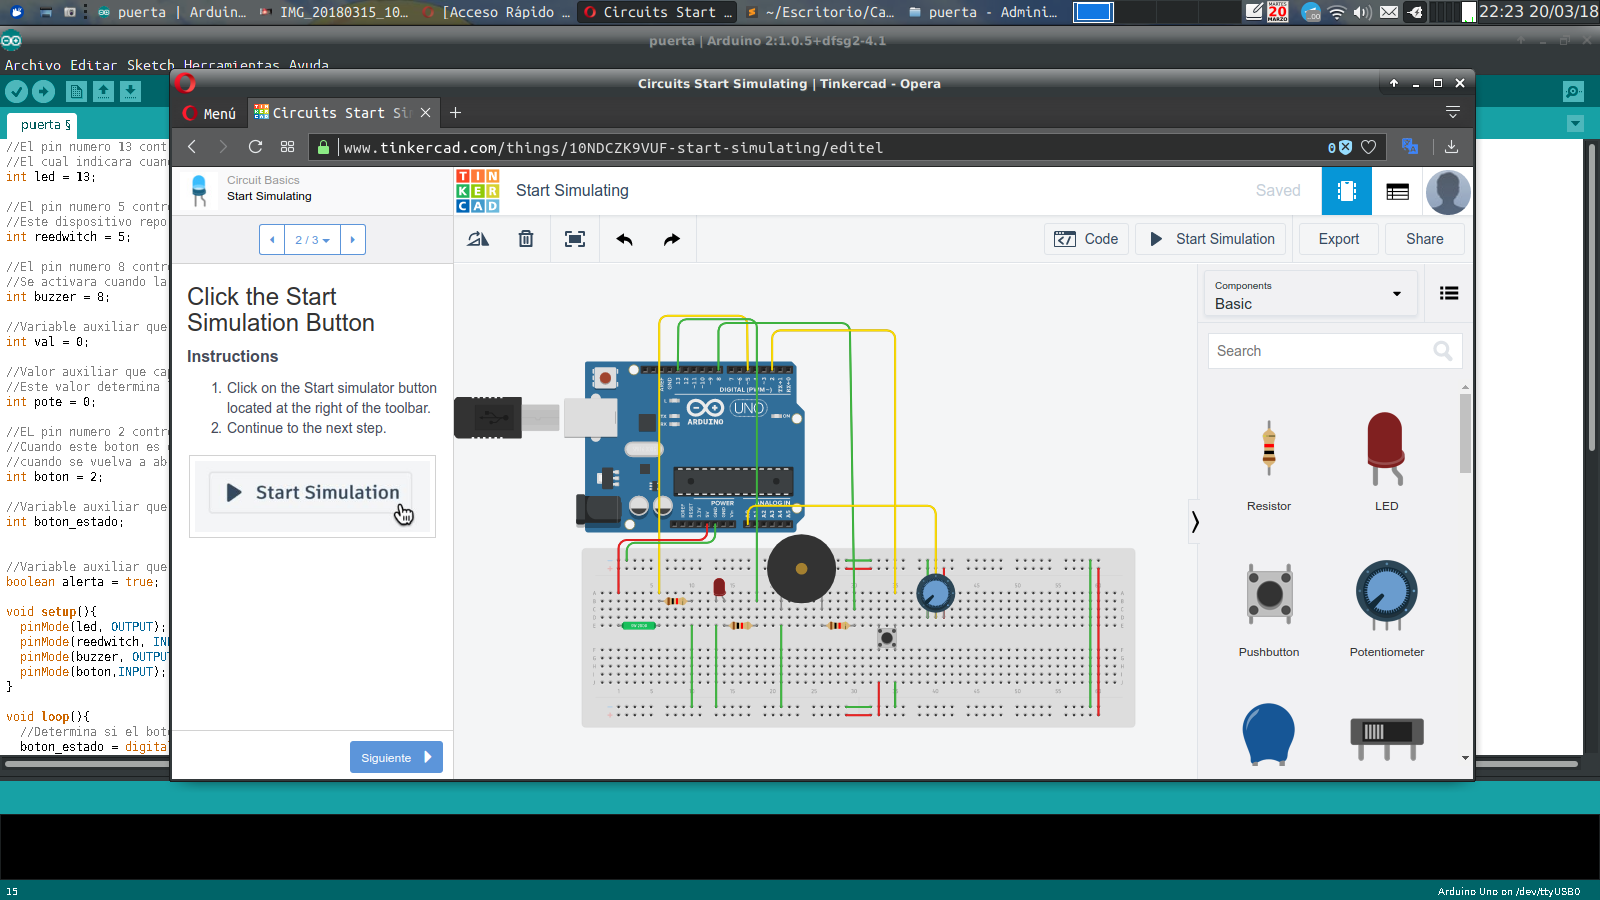 puerta | Arduin...
IMG_20180315_10...
[Acceso Rápido ...
Circuits Start ...
~/Escritorio/Ca...
puerta - Admini...
MARTES
20
MARZO
22:23 20/03/18
puerta | Arduino 2:1.0.5+dfsg2-4.1
Archivo Editar Sketch Herramientas Ayuda
puerta §
//El pin numero 13 cont
//El cual indicara cuan
int led = 13;
//El pin numero 5 contr
//Este dispositivo repo
int reedwitch = 5;
//El pin numero 8 contr
//Se activara cuando la
int buzzer = 8;
//Variable auxiliar que
int val = 0;
//Valor auxiliar que ca
//Este valor determina
int pote = 0;
//EL pin numero 2 contr
//Cuando este boton es
//cuando se vuelva a ab
int boton = 2;
//Variable auxiliar que
int boton_estado;
//Variable auxiliar que
boolean alerta = true;
void setup(){
pinMode(led, OUTPUT);
pinMode(reedwitch, IN
pinMode(buzzer, OUTPU
pinMode(boton,INPUT);
}
void loop(){
//Determina si el bot
boton_estado = digita
15
Arduino Uno on /dev/ttyUSB0
Circuits Start Simulating | Tinkercad - Opera
Menú
Circuits Start Si
www.tinkercad.com/things/10NDCZK9VUF-start-simulating/editel
0
Circuit Basics
Start Simulating
TIN
KER
CAD
Start Simulating
Saved
2 / 3
Code
Start Simulation
Export
Share
Click the Start
Simulation Button
Instructions
1. Click on the Start simulator button
located at the right of the toolbar.
2. Continue to the next step.
Start Simulation
Siguiente
DIGITAL (PWM~)
UNO
ARDUINO
ON
POWER
ANALOG IN
Components
Basic
Search
Resistor
LED
Pushbutton
Potentiometer